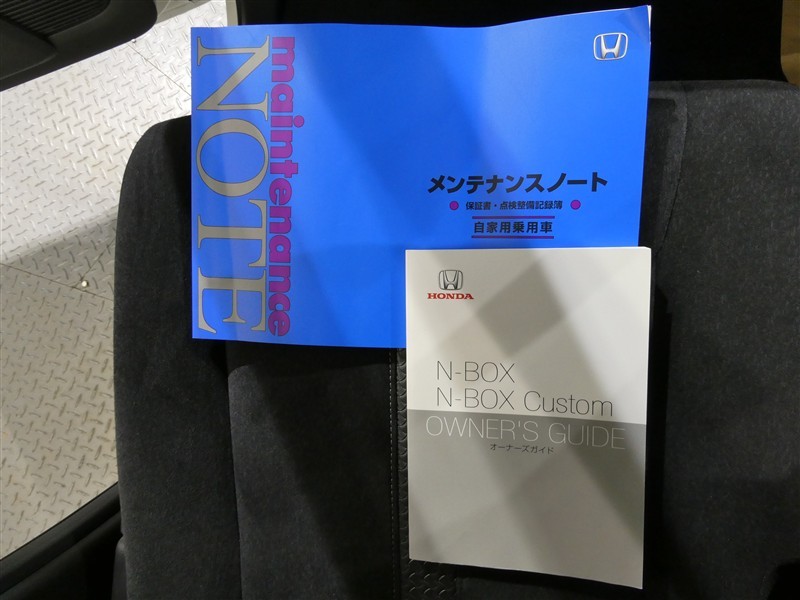 maintenance
NOTE
メンテナンスノート
保証書・点検整備記録簿
自家用乗用車
HONDA
N-BOX
N-BOX Custom
OWNER'S GUIDE
オーナーズガイド